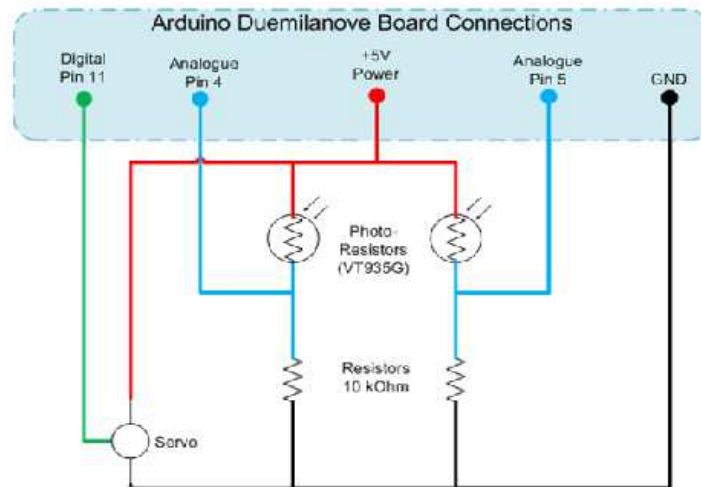 Arduino Duemilanove Board Connections
Digital
Pin 11
Analogue
Pin 4
+5V
Power
Analogue
Pin 5
GND
Photo-
Resistors
(VT935G)
Resistors
10 kOhm
Servo